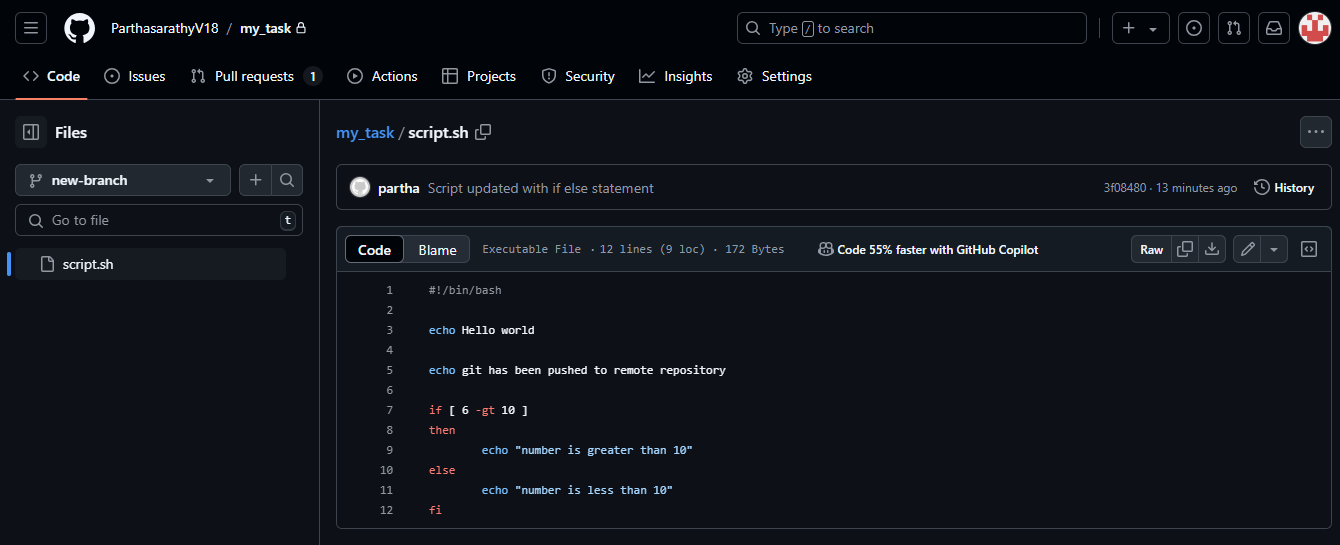 ParthasarathyV18 / my_task
Type / to search
Code Issues Pull requests 1 Actions Projects Security Insights Settings
Files
new-branch
Go to file t
script.sh
my_task / script.sh
partha Script updated with if else statement 3f08480 · 13 minutes ago History
Code Blame Executable File · 12 lines (9 loc) · 172 Bytes Code 55% faster with GitHub Copilot Raw
1 #!/bin/bash
2
3 echo Hello world
4
5 echo git has been pushed to remote repository
6
7 if [ 6 -gt 10 ]
8 then
9 echo "number is greater than 10"
10 else
11 echo "number is less than 10"
12 fi